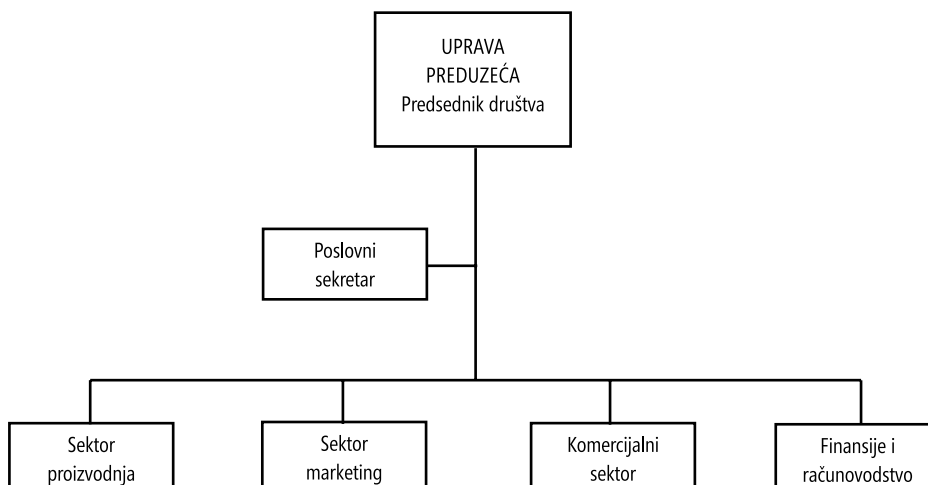 UPRAVA
PREDUZEĆA
Predsednik društva
Poslovni
sekretar
Sektor
proizvodnja
Sektor
marketing
Komercijalni
sektor
Finansije i
računovodstvo